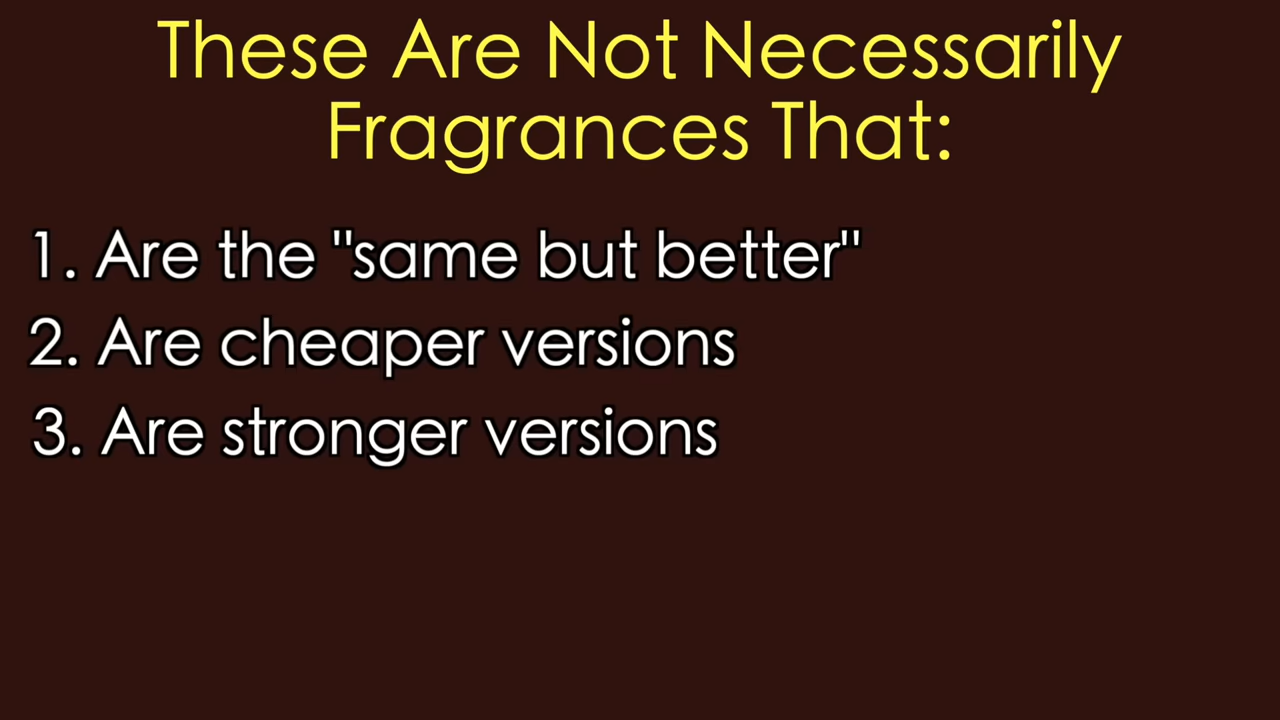 These Are Not Necessarily
Fragrances That:
1. Are the "same but better"
2. Are cheaper versions
3. Are stronger versions